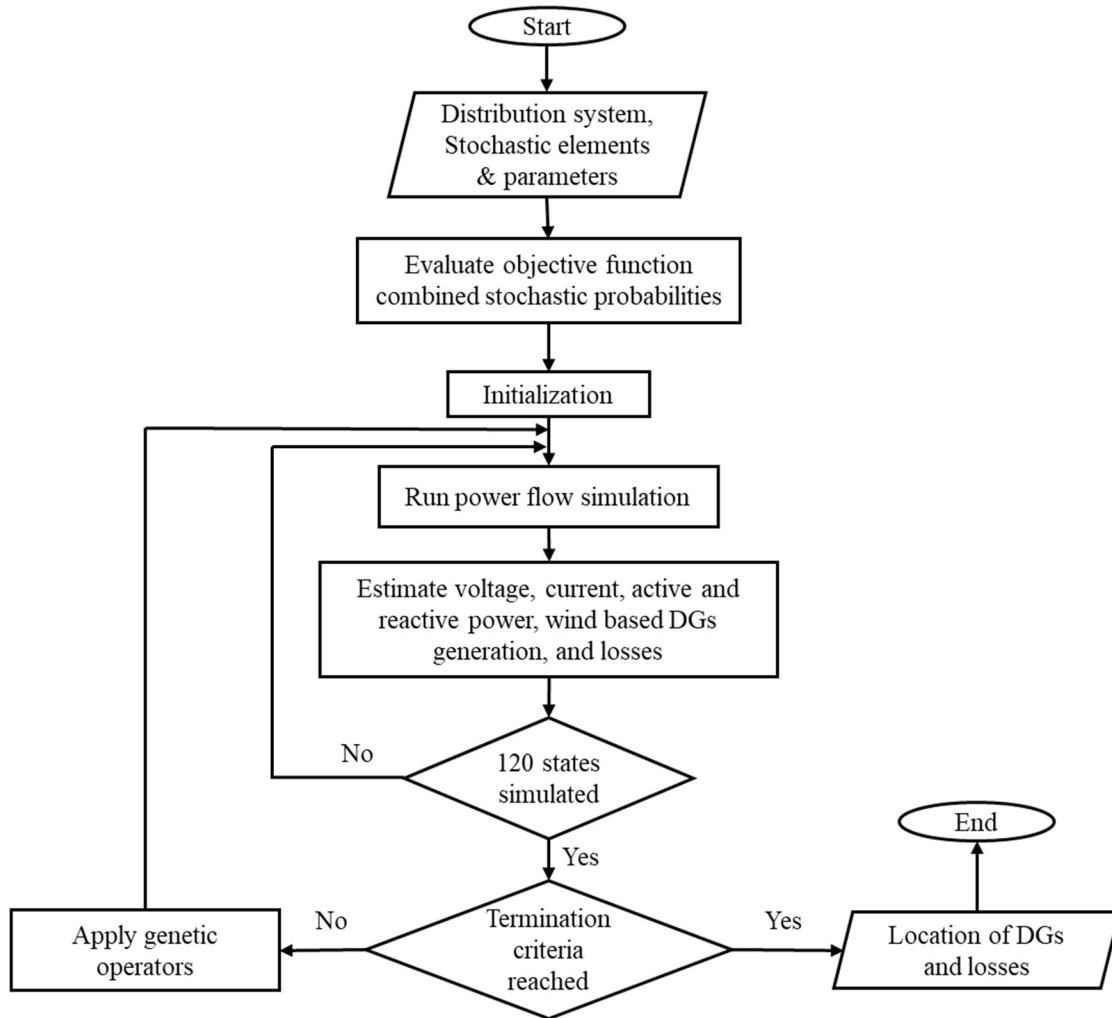 Start
Distribution system,
Stochastic elements
& parameters
Evaluate objective function
combined stochastic probabilities
Initialization
Run power flow simulation
Estimate voltage, current, active and
reactive power, wind based DGs
generation, and losses
No
120 states
simulated
Yes
End
Apply genetic
operators
No
Termination
criteria
reached
Yes
Location of DGs
and losses